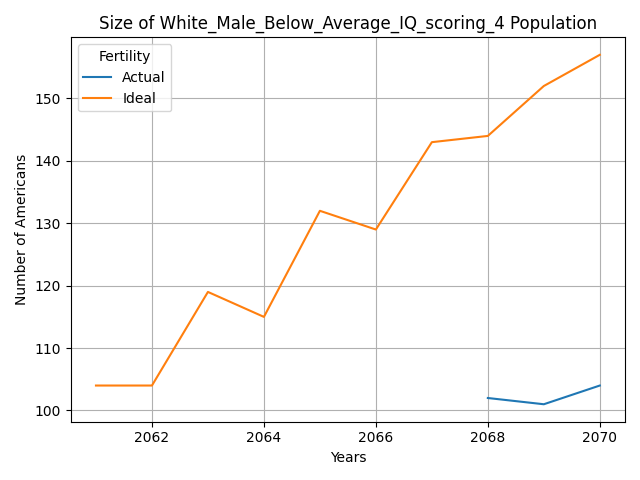 Size of White_Male_Below_Average_IQ_scoring_4 Population
Fertility
Actual
Ideal
Number of Americans
150
140
130
120
110
100
2062 2064 2066 2068 2070
Years